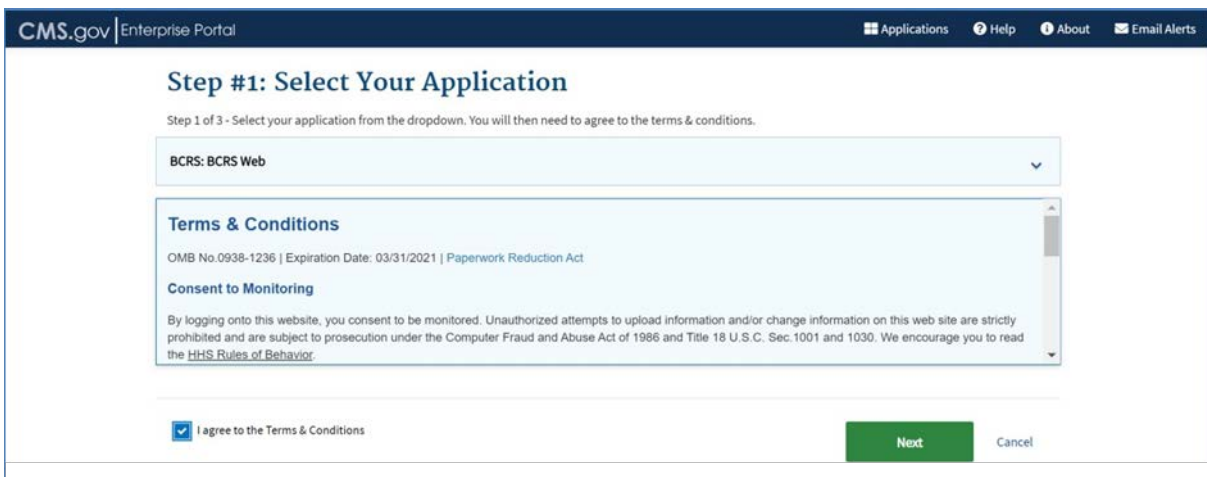 CMS.gov Enterprise Portal Applications Help About Email Alerts
Step #1: Select Your Application
Step 1 of 3 - Select your application from the dropdown. You will then need to agree to the terms & conditions.
BCRS: BCRS Web
Terms & Conditions
OMB No.0938-1236 | Expiration Date: 03/31/2021 | Paperwork Reduction Act
Consent to Monitoring
By logging onto this website, you consent to be monitored. Unauthorized attempts to upload information and/or change information on this web site are strictly
prohibited and are subject to prosecution under the Computer Fraud and Abuse Act of 1986 and Title 18 U.S.C. Sec.1001 and 1030. We encourage you to read
the HHS Rules of Behavior.
I agree to the Terms & Conditions
Next Cancel